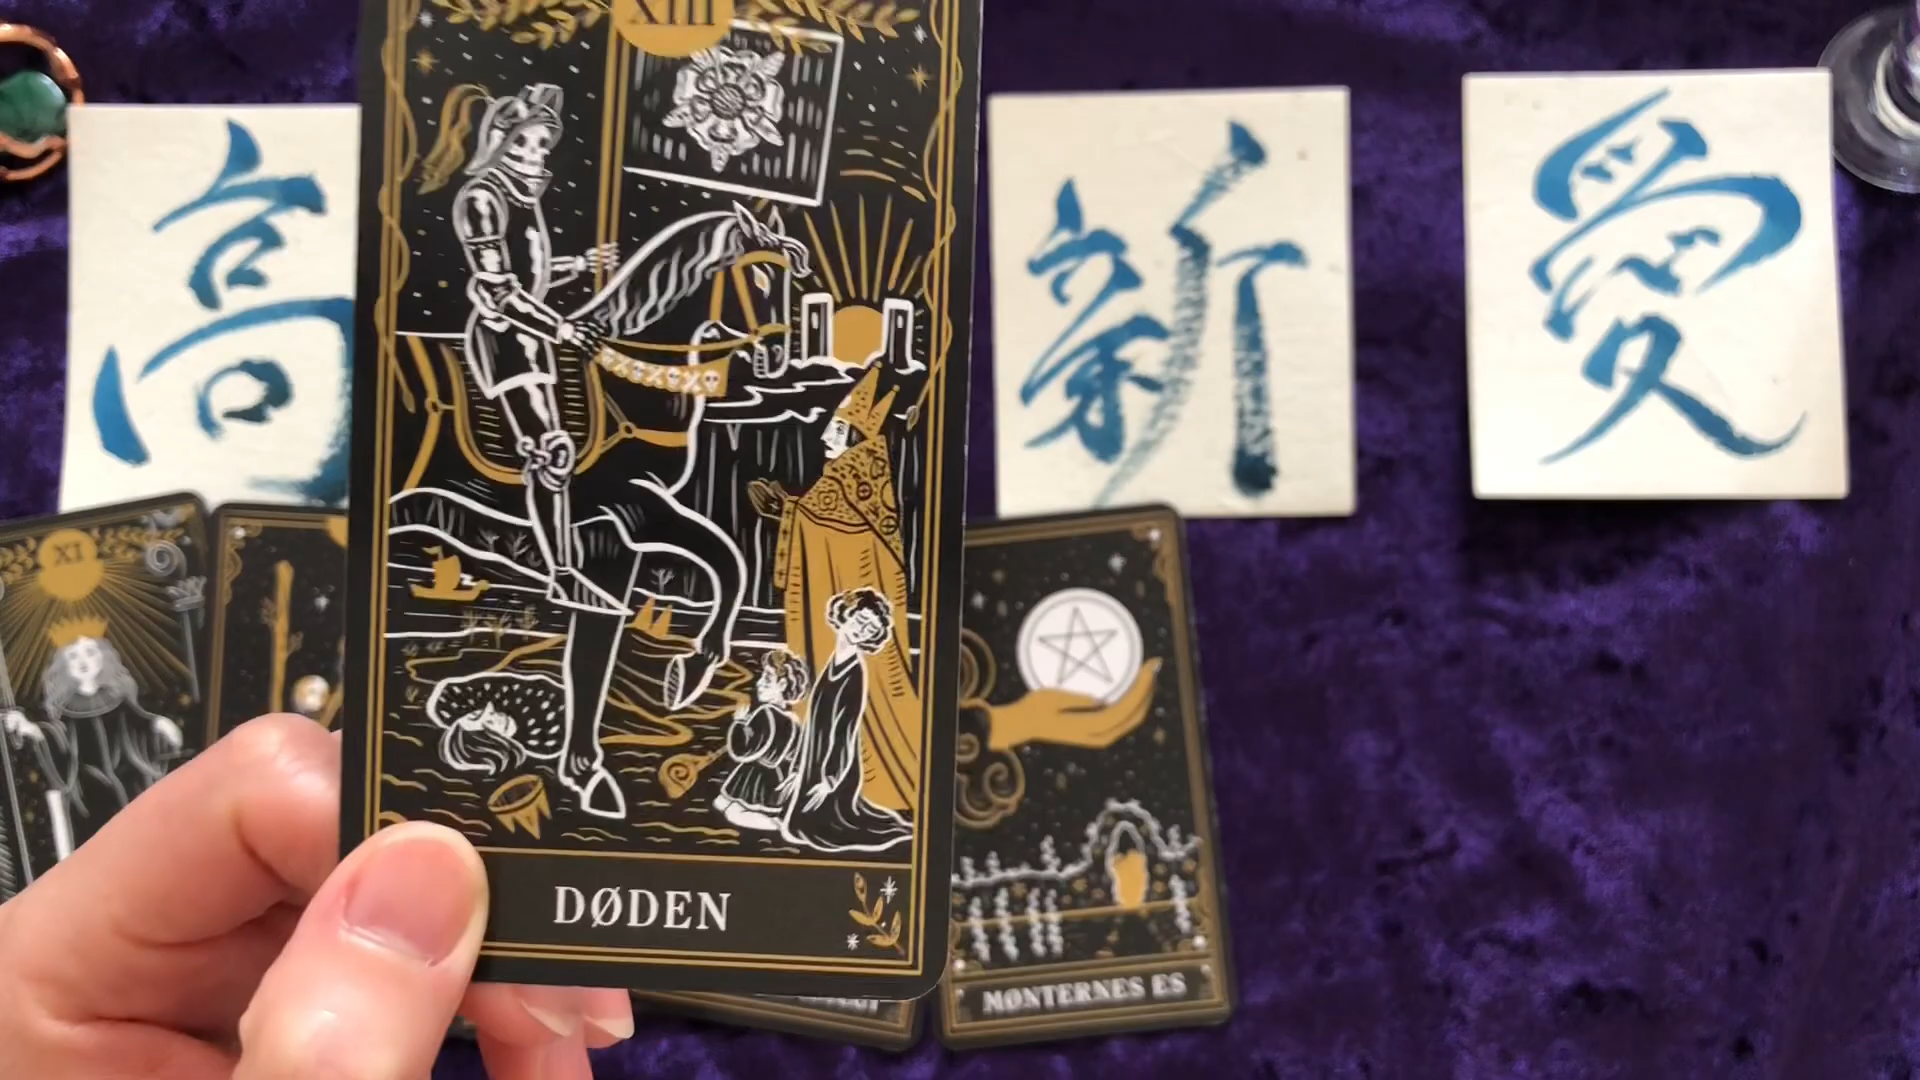 高
新
愛
XIII
XI
DØDEN
MØNTERNES ES